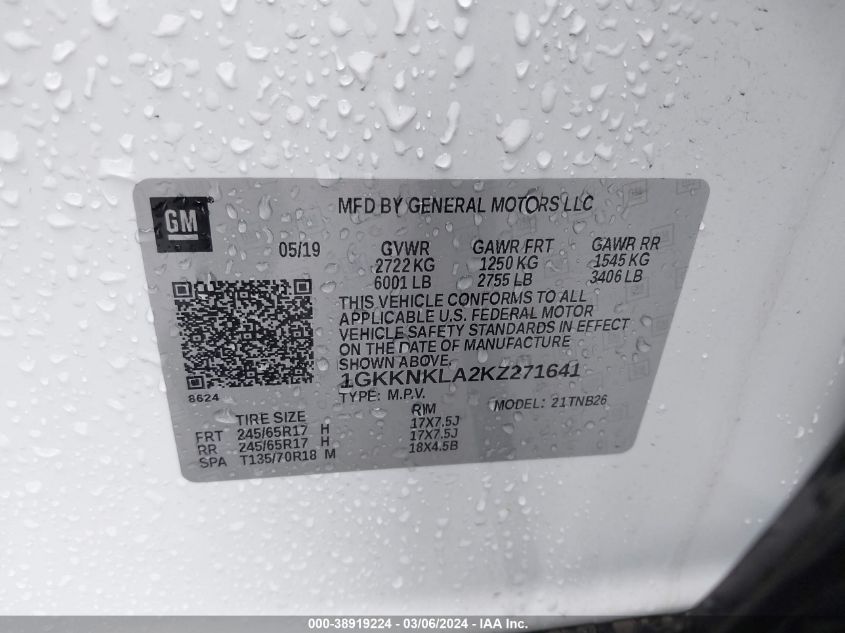 GM
MFD BY GENERAL MOTORS LLC
05/19 GVWR GAWR FRT GAWR RR
2722 KG 1250 KG 1545 KG
6001 LB 2755 LB 3406 LB
THIS VEHICLE CONFORMS TO ALL
APPLICABLE U.S. FEDERAL MOTOR
VEHICLE SAFETY STANDARDS IN EFFECT
ON THE DATE OF MANUFACTURE
SHOWN ABOVE.
1GKKNKLA2KZ271641
8624
TYPE: M.P.V. MODEL: 21TNB26
TIRE SIZE RIM
FRT 245/65R17 H 17X7.5J
RR 245/65R17 H 17X7.5J
SPA T135/70R18 M 18X4.5B
000-38919224 - 03/06/2024 - IAA Inc.